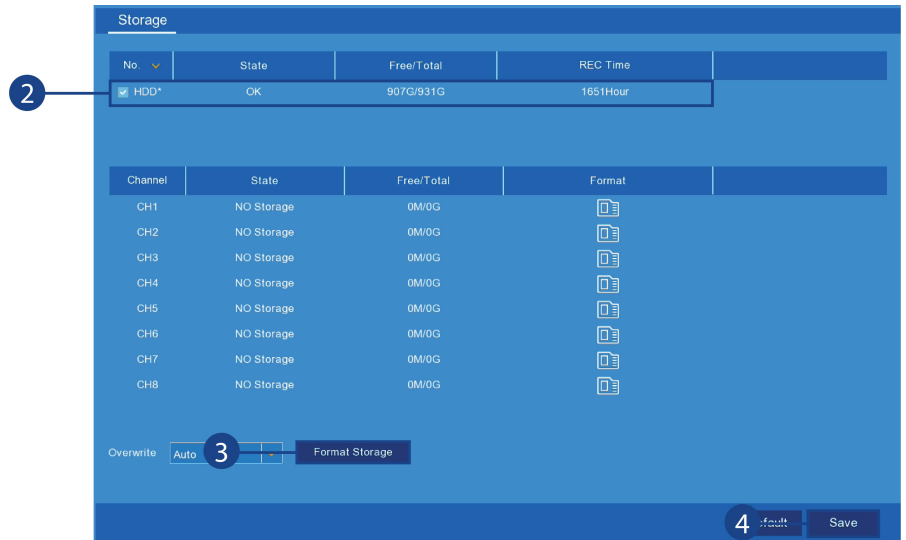 Storage
No. State Free/Total REC Time
2 HDD* OK 907G/931G 1651Hour
Channel State Free/Total Format
CH1 NO Storage 0M/0G
CH2 NO Storage 0M/0G
CH3 NO Storage 0M/0G
CH4 NO Storage 0M/0G
CH5 NO Storage 0M/0G
CH6 NO Storage 0M/0G
CH7 NO Storage 0M/0G
CH8 NO Storage 0M/0G
Overwrite Auto 3 Format Storage
4 efault Save